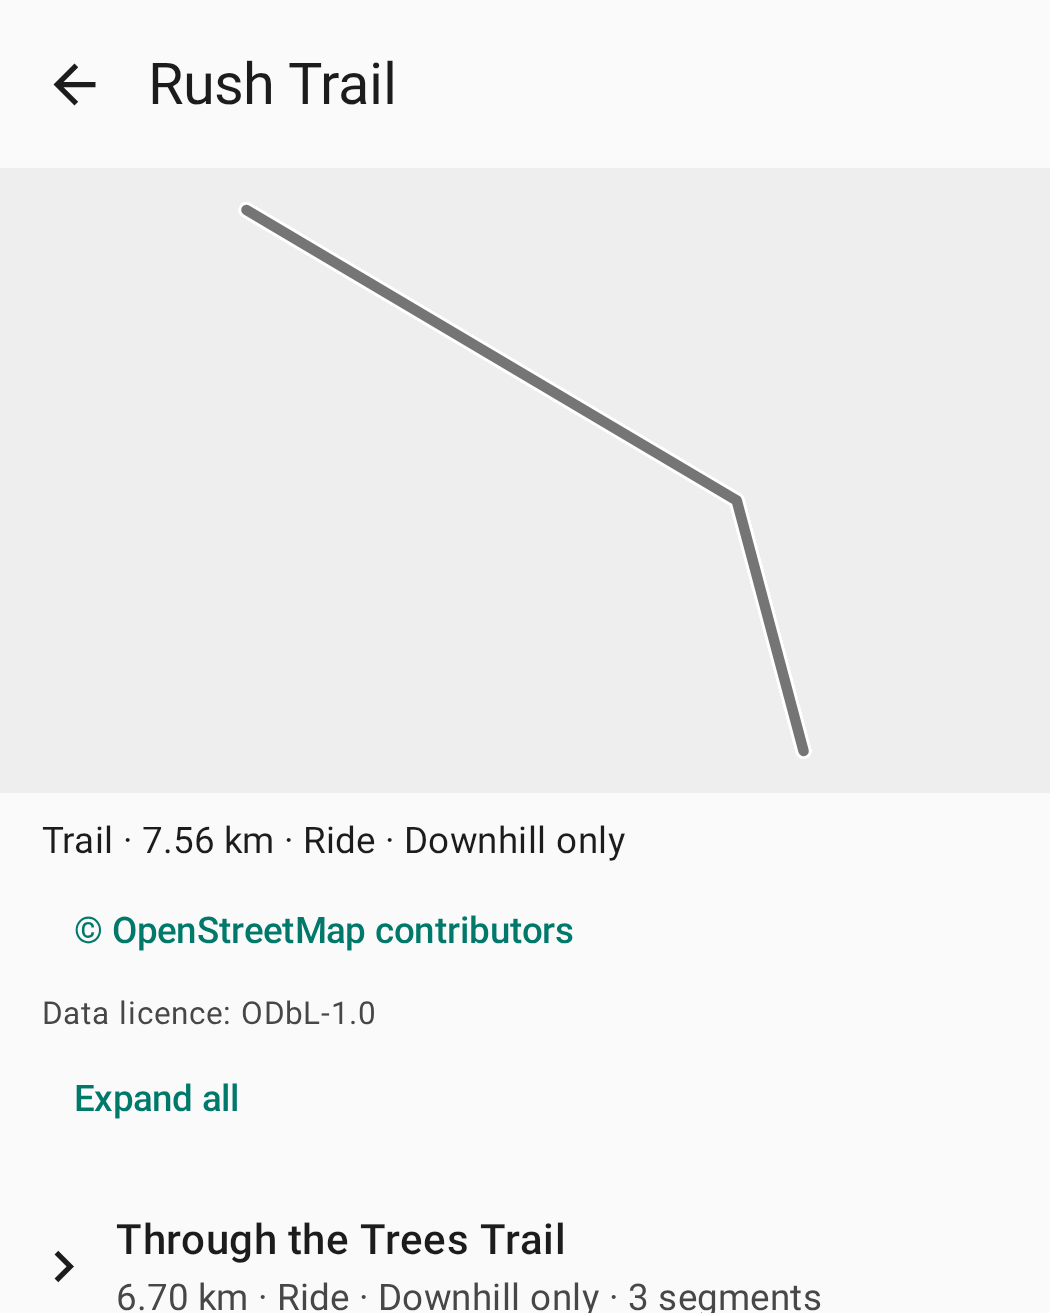 Rush Trail
Trail · 7.56 km · Ride · Downhill only
© OpenStreetMap contributors
Data licence: ODbL-1.0
Expand all
Through the Trees Trail
6.70 km · Ride · Downhill only · 3 segments